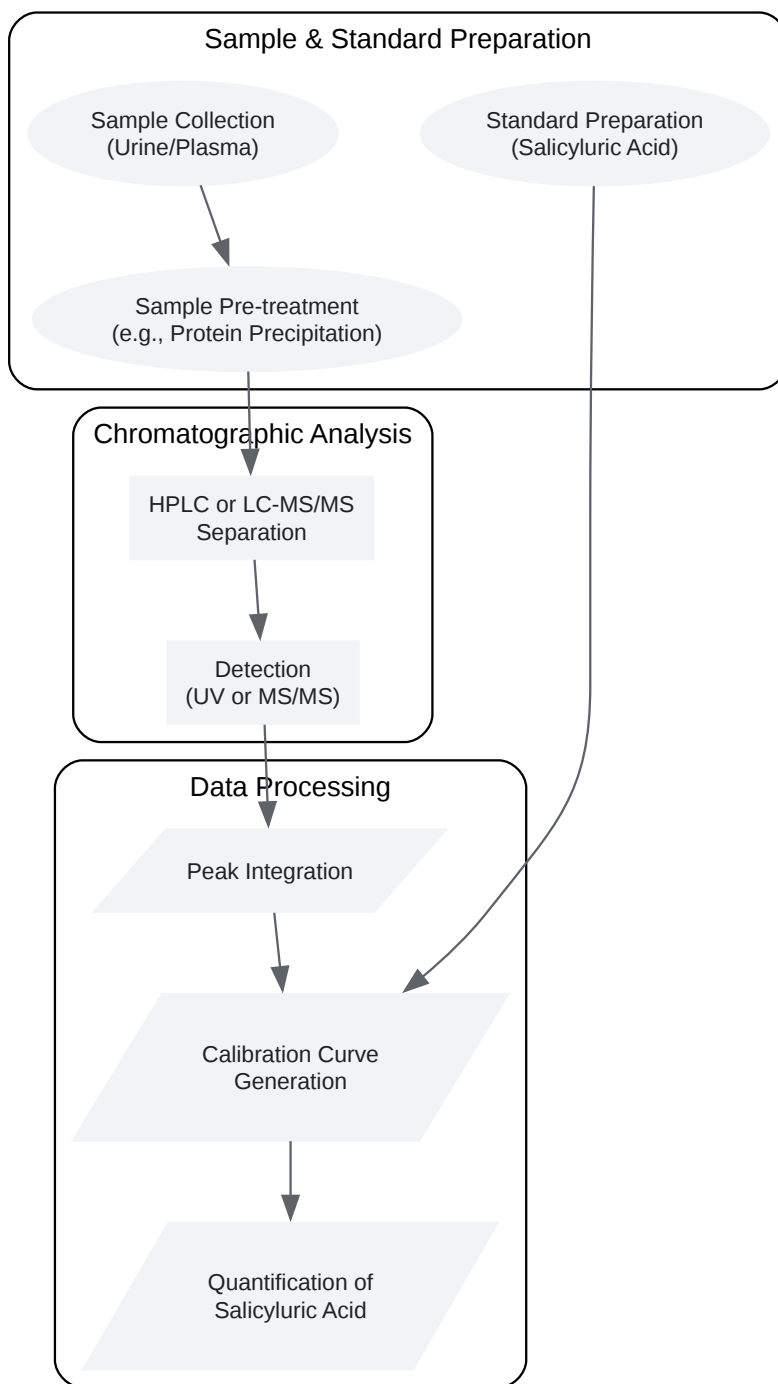 Sample & Standard Preparation
Sample Collection
(Urine/Plasma)
Standard Preparation
(Salicyluric Acid)
Sample Pre-treatment
(e.g., Protein Precipitation)
Chromatographic Analysis
HPLC or LC-MS/MS
Separation
Detection
(UV or MS/MS)
Data Processing
Peak Integration
Calibration Curve
Generation
Quantification of
Salicyluric Acid